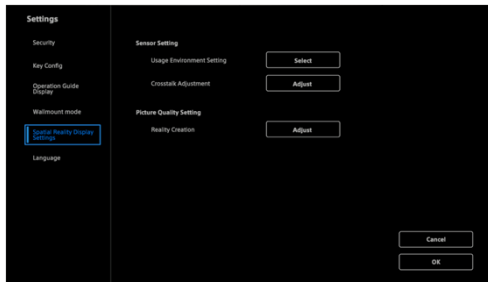 Settings
Security
Key Config
Operation Guide
Display
Wallmount mode
Spatial Reality Display
Settings
Language
Sensor Setting
Usage Environment Setting
Select
Crosstalk Adjustment
Adjust
Picture Quality Setting
Reality Creation
Adjust
Cancel
OK